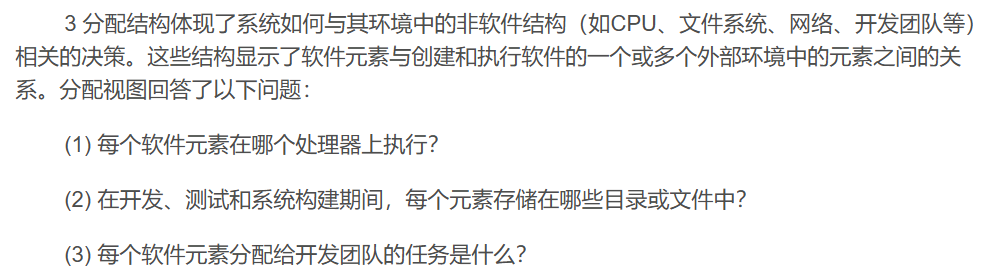 3 分配结构体现了系统如何与其环境中的非软件结构（如CPU、文件系统、网络、开发团队等）
相关的决策。这些结构显示了软件元素与创建和执行软件的一个或多个外部环境中的元素之间的关
系。分配视图回答了以下问题：
(1) 每个软件元素在哪个处理器上执行？
(2) 在开发、测试和系统构建期间，每个元素存储在哪些目录或文件中？
(3) 每个软件元素分配给开发团队的任务是什么？